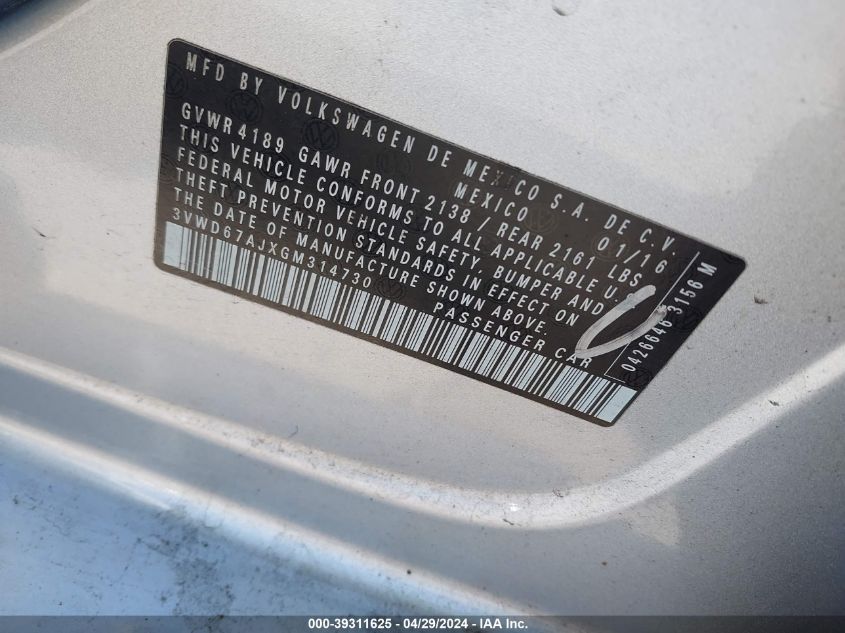 MFD BY VOLKSWAGEN DE MEXICO S.A. DE C.V.
MEXICO 01/16
GVWR 4189 GAWR FRONT 2138 / REAR 2161 LBS
THIS VEHICLE CONFORMS TO ALL APPLICABLE U.S.
FEDERAL MOTOR VEHICLE SAFETY, BUMPER AND
THEFT PREVENTION STANDARDS IN EFFECT ON
THE DATE OF MANUFACTURE SHOWN ABOVE.
3VWD67AJXGM314730 PASSENGER CAR
0426646 3156 M
000-39311625 - 04/29/2024 - IAA Inc.